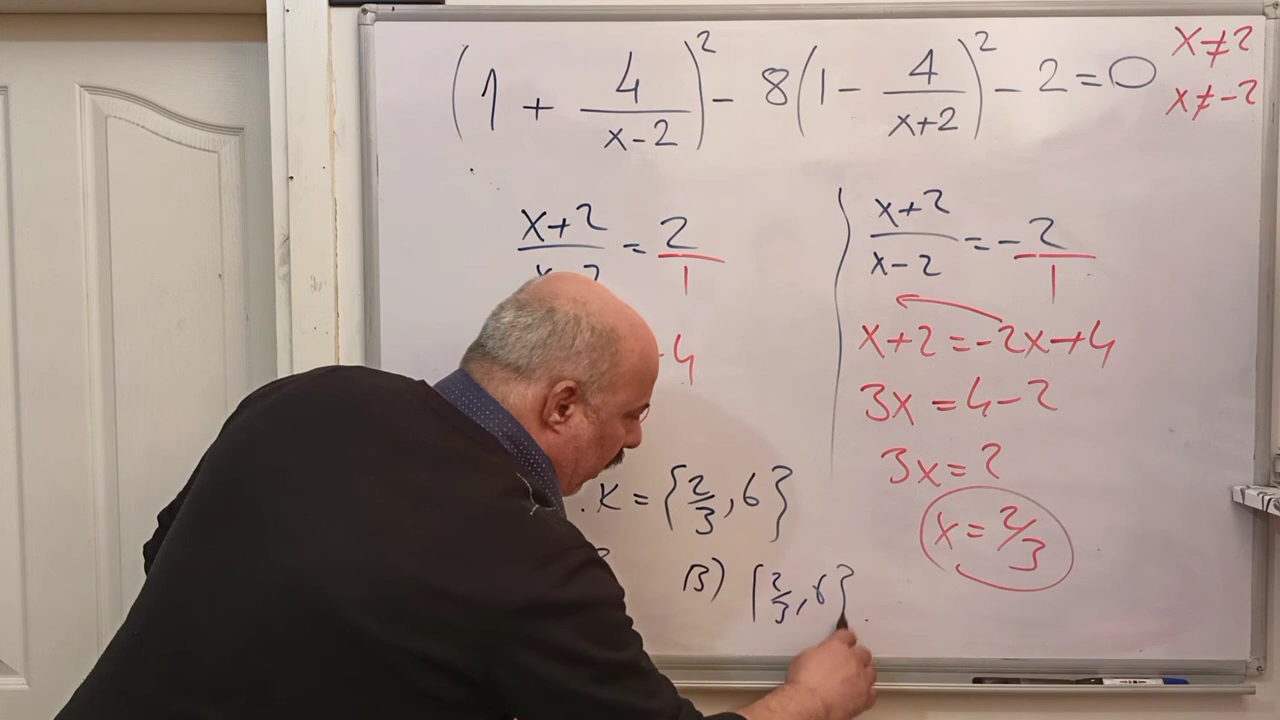 (1 + 4/(x-2))² - 8(1 - 4/(x+2))² - 2 = 0
x≠2
x≠-2
(x+2)/(x-2) = 2/1
4
.K = {2/3, 6}
B) {2/3, 6}
(x+2)/(x-2) = -2/1
x+2 = -2x+4
3x = 4-2
3x = 2
x = 2/3